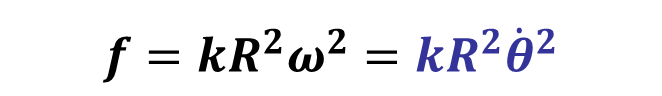 f = kR²ω² = kR²θ̇²